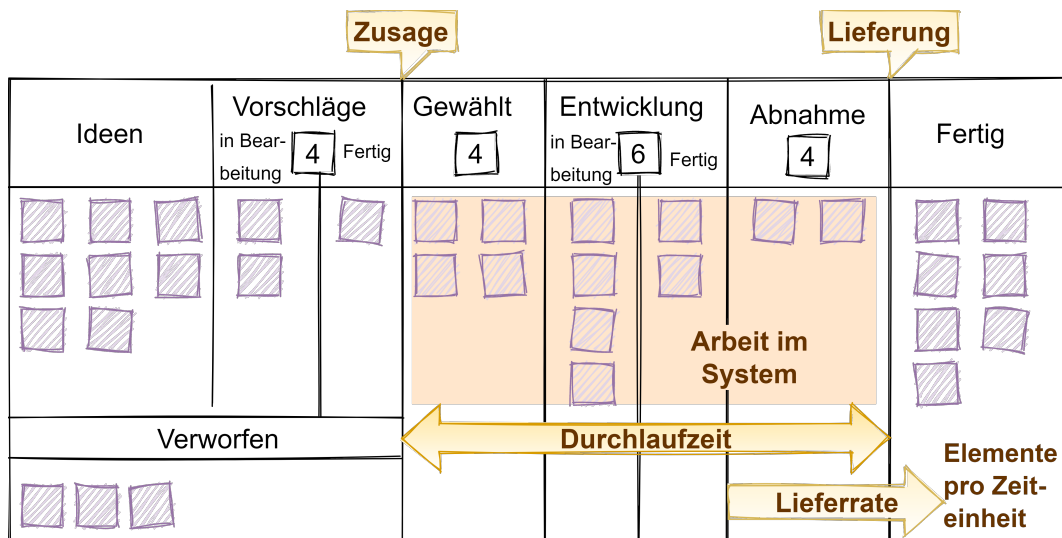 Zusage
Lieferung
Ideen
Vorschläge
in Bear-
beitung
4
Fertig
Gewählt
4
Entwicklung
in Bear-
beitung
6
Fertig
Abnahme
4
Fertig
Arbeit im
System
Verworfen
Durchlaufzeit
Lieferrate
Elemente
pro Zeit-
einheit